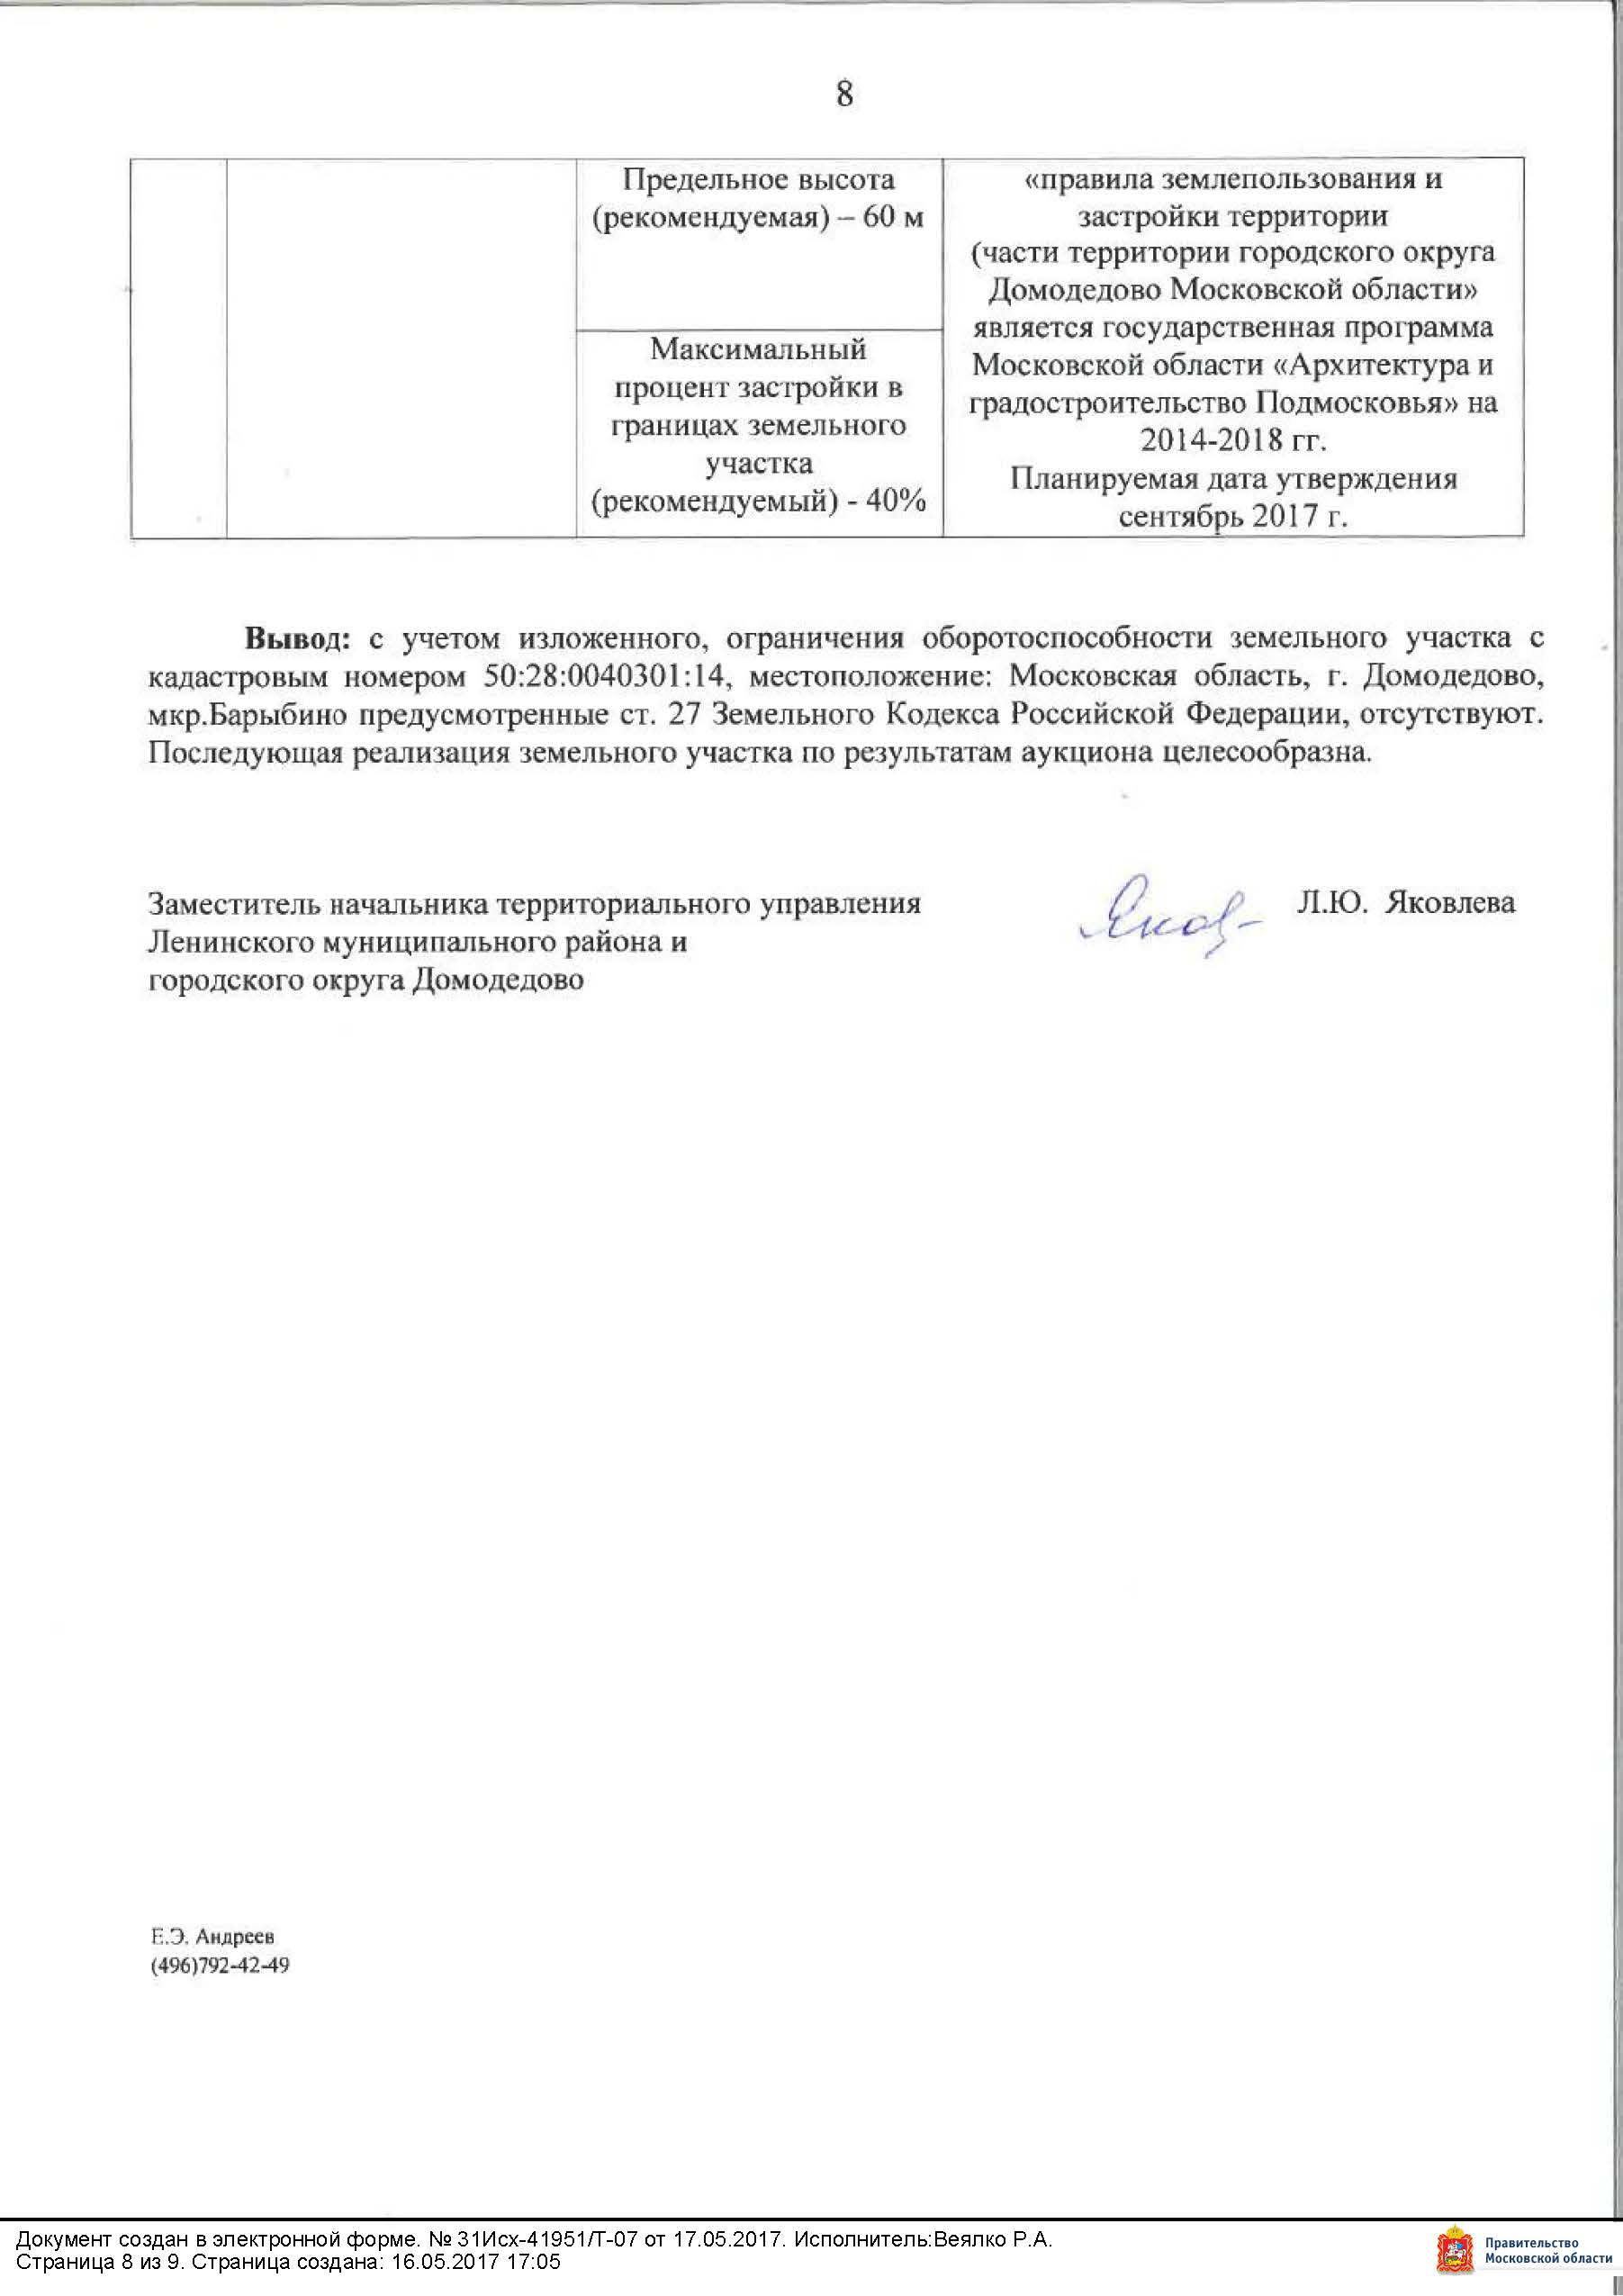 8
Предельное высота
(рекомендуемая) – 60 м
Максимальный
процент застройки в
границах земельного
участка
(рекомендуемый) - 40%
«правила землепользования и
застройки территории
(части территории городского округа
Домодедово Московской области»
является государственная программа
Московской области «Архитектура и
градостроительство Подмосковья» на
2014-2018 гг.
Планируемая дата утверждения
сентябрь 2017 г.
Вывод: с учетом изложенного, ограничения оборотоспособности земельного участка с
кадастровым номером 50:28:0040301:14, местоположение: Московская область, г. Домодедово,
мкр.Барыбино предусмотренные ст. 27 Земельного Кодекса Российской Федерации, отсутствуют.
Последующая реализация земельного участка по результатам аукциона целесообразна.
Заместитель начальника территориального управления
Ленинского муниципального района и
городского округа Домодедово
Яков
Л.Ю. Яковлева
Е.Э. Андреев
(496)792-42-49
Документ создан в электронной форме. № 31Исх-41951/Т-07 от 17.05.2017. Исполнитель:Веялко Р.А.
Страница 8 из 9. Страница создана: 16.05.2017 17:05
Правительство
Московской области